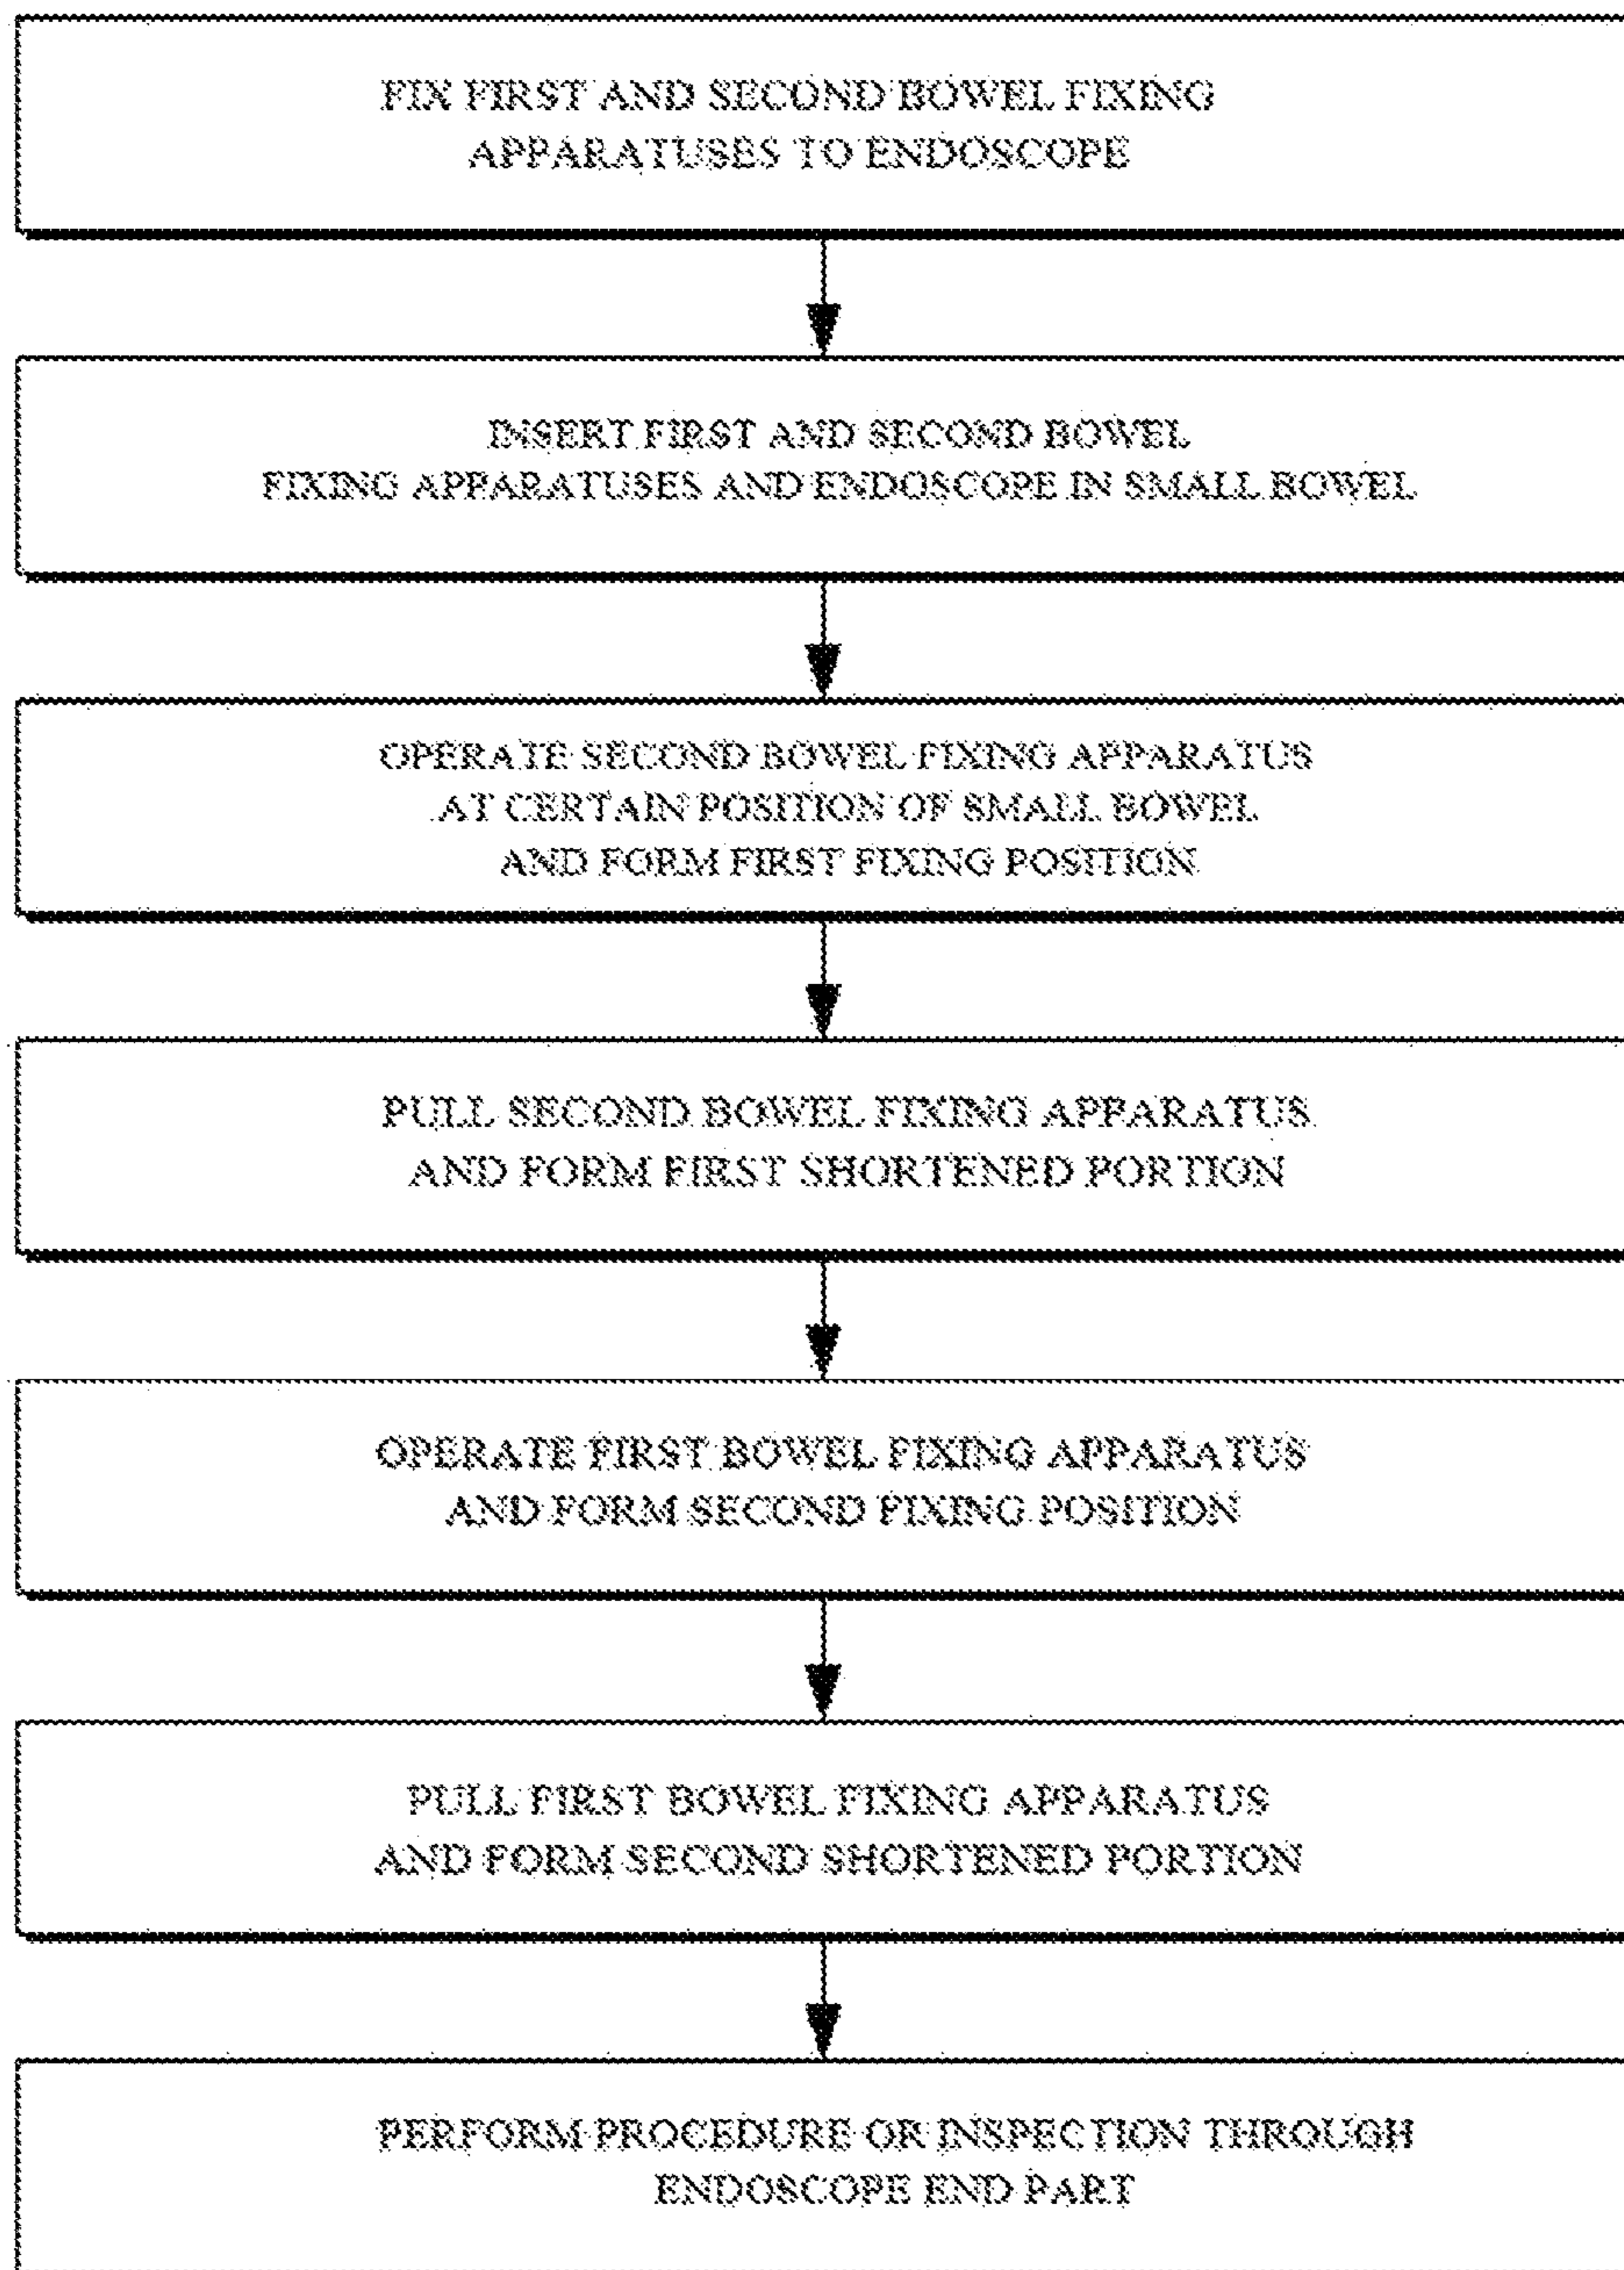 FIX FIRST AND SECOND BOWEL FIXING
APPARATUSES TO ENDOSCOPE
INSERT FIRST AND SECOND BOWEL
FIXING APPARATUSES AND ENDOSCOPE IN SMALL BOWEL
OPERATE SECOND BOWEL FIXING APPARATUS
AT CERTAIN POSITION OF SMALL BOWEL
AND FORM FIRST FIXING POSITION
PULL SECOND BOWEL FIXING APPARATUS
AND FORM FIRST SHORTENED PORTION
OPERATE FIRST BOWEL FIXING APPARATUS
AND FORM SECOND FIXING POSITION
PULL FIRST BOWEL FIXING APPARATUS
AND FORM SECOND SHORTENED PORTION
PERFORM PROCEDURE OR INSPECTION THROUGH
ENDOSCOPE END PART